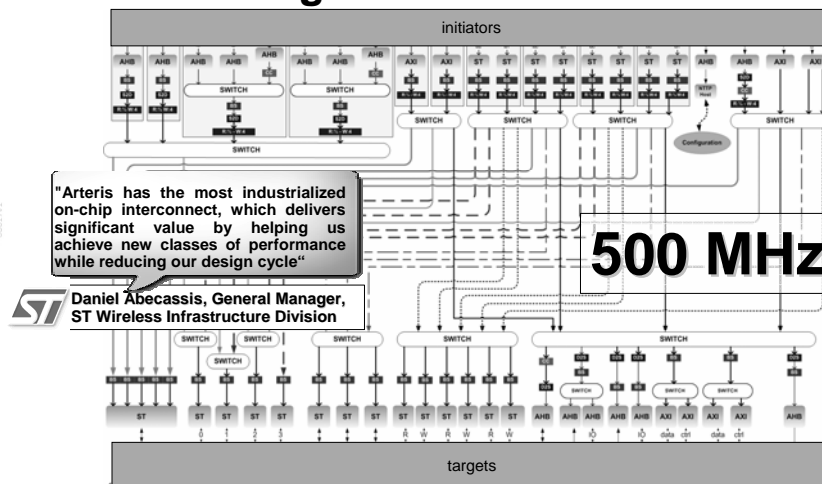 initiators
AHB AHB AHB AHB AHB AHB AHB AHB AXI AXI ST ST ST ST ST ST AHB AHB AXI AXI
NTTP
Host
SWITCH SWITCH
SWITCH SWITCH SWITCH SWITCH
SWITCH
Configuration
"Arteris has the most industrialized
on-chip interconnect, which delivers
significant value by helping us
achieve new classes of performance
while reducing our design cycle“
500 MHz
ST
Daniel Abecassis, General Manager,
ST Wireless Infrastructure Division
SWITCH SWITCH SWITCH SWITCH SWITCH
SWITCH
SWITCH SWITCH SWITCH
ST ST ST ST ST ST ST ST ST ST ST ST ST ST AHB AHB AHB AHB AHB AXI AXI AXI AXI AHB
0 1 2 3 R W R W R W IO IO data ctrl data ctrl
targets